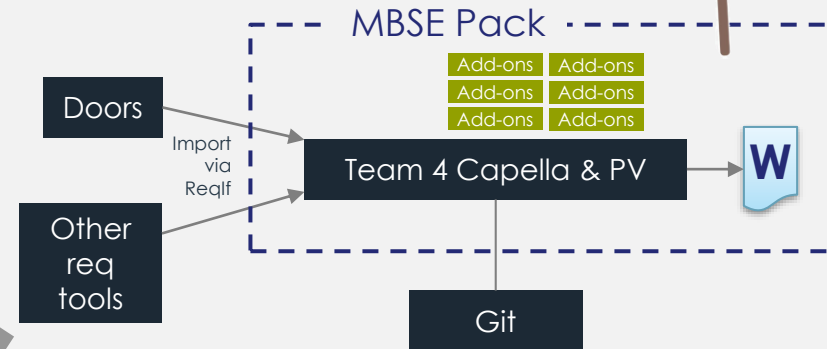 MBSE Pack
Add-ons Add-ons
Add-ons Add-ons
Add-ons Add-ons
Doors
Import
via
ReqIf
Team 4 Capella & PV
W
Other
req
tools
Git